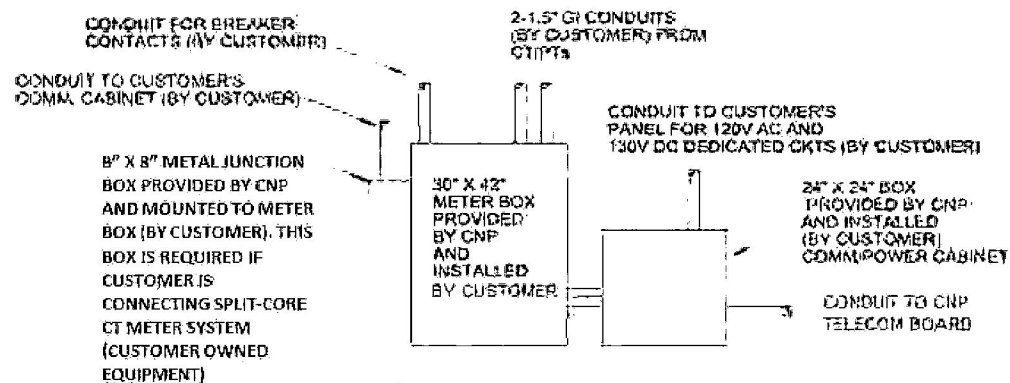 CONDUIT FOR BREAKER
CONTACTS (BY CUSTOMER)
2-1.5" GI CONDUITS
(BY CUSTOMER) FROM
CT/PTs
CONDUIT TO CUSTOMER'S
COMM. CABINET (BY CUSTOMER)
CONDUIT TO CUSTOMER'S
PANEL FOR 120V AC AND
130V DC DEDICATED CKTS (BY CUSTOMER)
8" X 8" METAL JUNCTION
BOX PROVIDED BY CNP
AND MOUNTED TO METER
BOX (BY CUSTOMER). THIS
BOX IS REQUIRED IF
CUSTOMER IS
CONNECTING SPLIT-CORE
CT METER SYSTEM
(CUSTOMER OWNED
EQUIPMENT)
30" X 42"
METER BOX
PROVIDED
BY CNP
AND
INSTALLED
BY CUSTOMER
24" X 24" BOX
PROVIDED BY CNP
AND INSTALLED
(BY CUSTOMER)
COMM/POWER CABINET
CONDUIT TO CNP
TELECOM BOARD